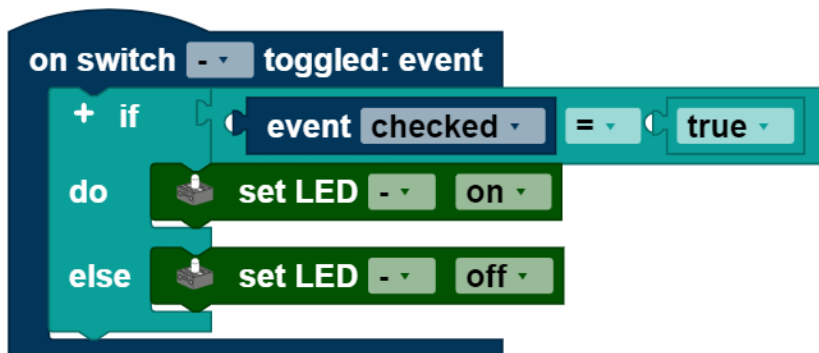 on switch - toggled: event
+ if event checked = true
do set LED - on
else set LED - off